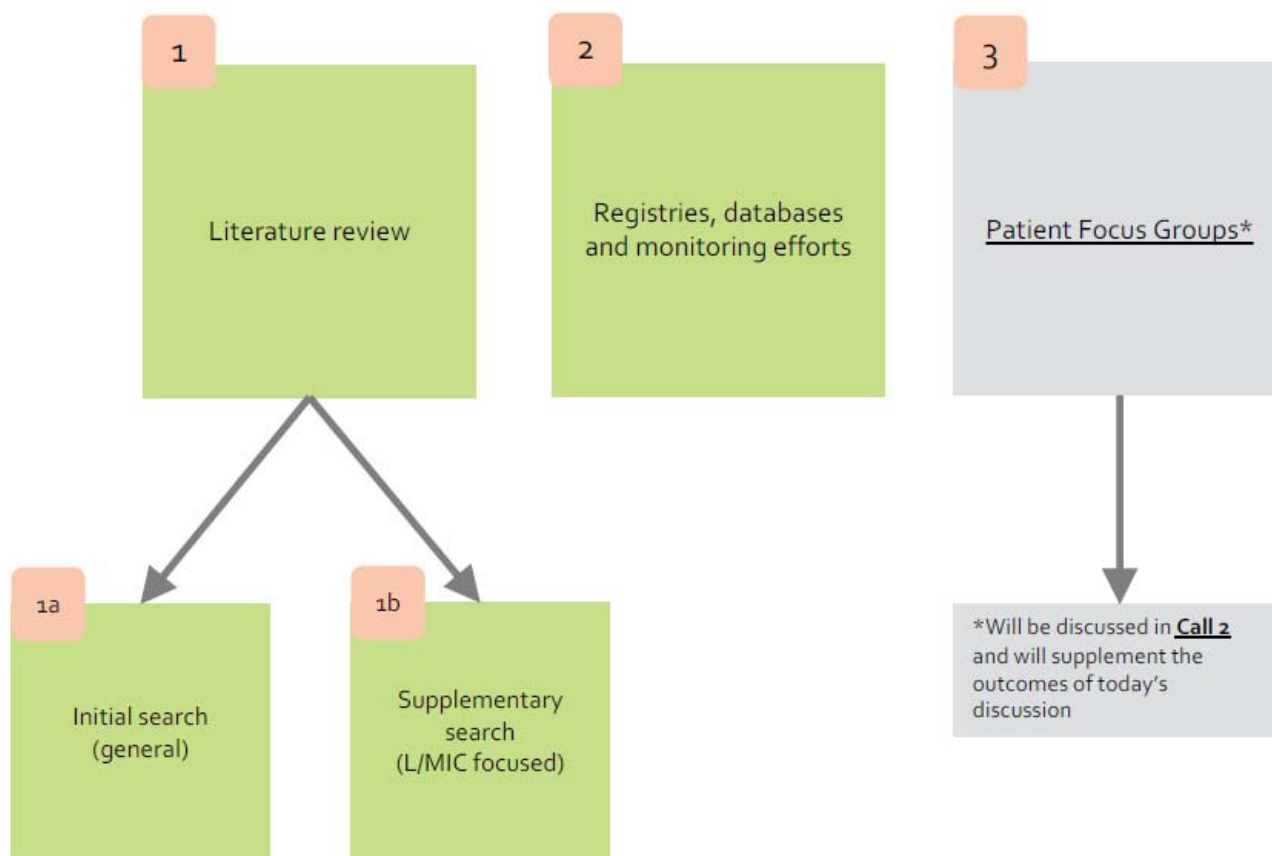 1
Literature review
2
Registries, databases
and monitoring efforts
3
Patient Focus Groups*
1a
Initial search
(general)
1b
Supplementary
search
(L/MIC focused)
*Will be discussed in Call 2
and will supplement the
outcomes of today's
discussion